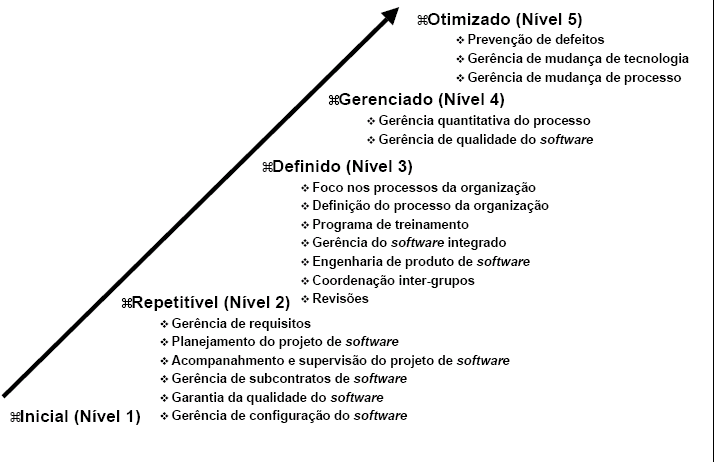 ⌘Otimizado (Nível 5)
❖ Prevenção de defeitos
❖ Gerência de mudança de tecnologia
❖ Gerência de mudança de processo
⌘Gerenciado (Nível 4)
❖ Gerência quantitativa do processo
❖ Gerência de qualidade do software
⌘Definido (Nível 3)
❖ Foco nos processos da organização
❖ Definição do processo da organização
❖ Programa de treinamento
❖ Gerência do software integrado
❖ Engenharia de produto de software
❖ Coordenação inter-grupos
❖ Revisões
⌘Repetitível (Nível 2)
❖ Gerência de requisitos
❖ Planejamento do projeto de software
❖ Acompanahmento e supervisão do projeto de software
❖ Gerência de subcontratos de software
❖ Garantia da qualidade do software
❖ Gerência de configuração do software
⌘Inicial (Nível 1)